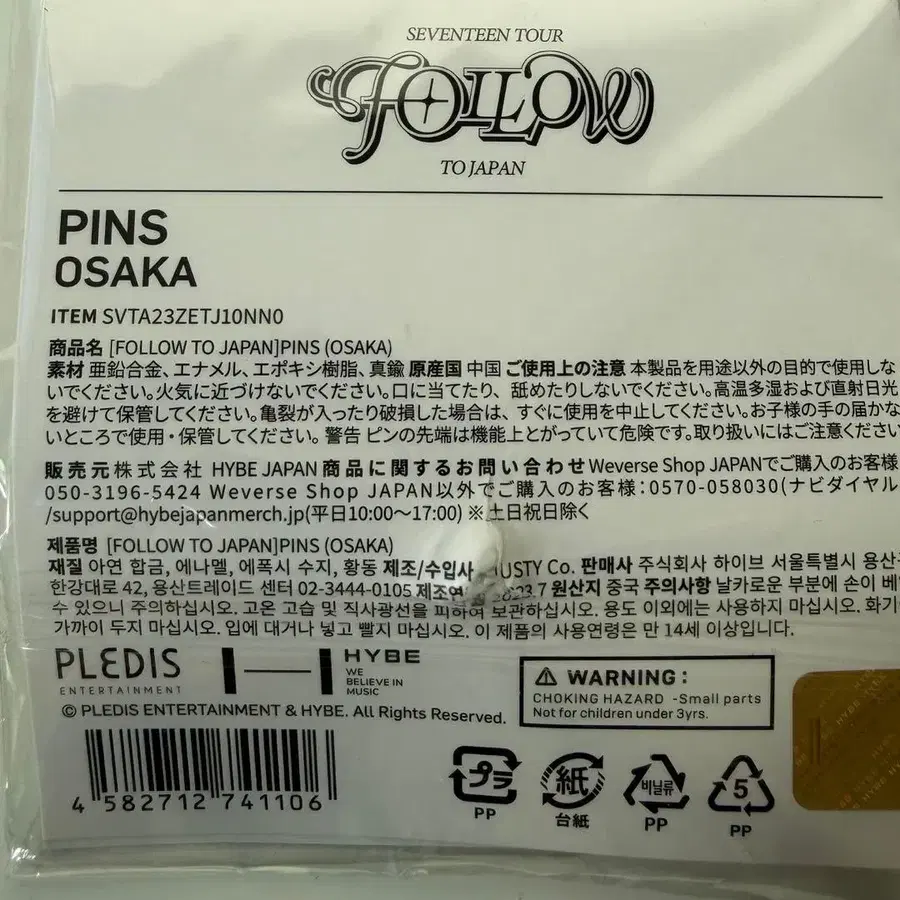 SEVENTEEN TOUR
FOLLOW
TO JAPAN
PINS
OSAKA
ITEM SVTA23ZETJ10NN0
商品名 [FOLLOW TO JAPAN]PINS (OSAKA)
素材 亜鉛合金、エナメル、エポキシ樹脂、真鍮 原産国 中国 ご使用上の注意 本製品を用途以外の目的で使用しな
いでください。火気に近づけないでください。口に当てたり、舐めたりしないでください。高温多湿および直射日光
を避けて保管してください。亀裂が入ったり破損した場合は、すぐに使用を中止してください。お子様の手の届かな
いところで使用・保管してください。警告 ピンの先端は機能上とがっていて危険です。取り扱いにはご注意ください
販売元 株式会社 HYBE JAPAN 商品に関するお問い合わせ Weverse Shop JAPANでご購入のお客様
050-3196-5424 Weverse Shop JAPAN以外でご購入のお客様：0570-058030(ナビダイヤル
/support@hybejapanmerch.jp(平日10:00～17:00) ※土日祝日除く
제품명 [FOLLOW TO JAPAN]PINS (OSAKA)
재질 아연 합금, 에나멜, 에폭시 수지, 황동 제조/수입사 USTY Co. 판매사 주식회사 하이브 서울특별시 용산구
한강대로 42, 용산트레이드 센터 02-3444-0105 제조연 2023.7 원산지 중국 주의사항 날카로운 부분에 손이 베
수 있으니 주의하십시오. 고온 고습 및 직사광선을 피하여 보관하십시오. 용도 이외에는 사용하지 마십시오. 화기
가까이 두지 마십시오. 입에 대거나 넣고 빨지 마십시오. 이 제품의 사용연령은 만 14세 이상입니다.
PLEDIS
ENTERTAINMENT
HYBE
WE
BELIEVE IN
MUSIC
© PLEDIS ENTERTAINMENT & HYBE. All Rights Reserved.
⚠ WARNING :
CHOKING HAZARD -Small parts
Not for children under 3yrs.
4 582712 741106
プラ
PP
紙
台紙
비닐류
PP
5
PP
HYBE